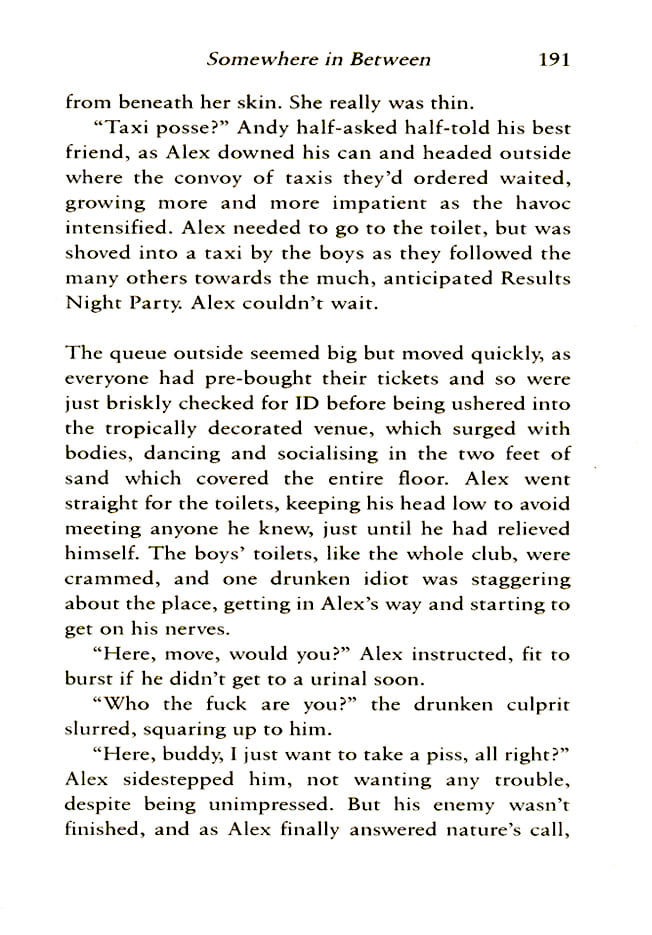 Somewhere in Between 191
from beneath her skin. She really was thin.
“Taxi posse?” Andy half-asked half-told his best
friend, as Alex downed his can and headed outside
where the convoy of taxis they’d ordered waited,
growing more and more impatient as the havoc
intensified. Alex needed to go to the toilet, but was
shoved into a taxi by the boys as they followed the
many others towards the much, anticipated Results
Night Party. Alex couldn’t wait.
The queue outside seemed big but moved quickly, as
everyone had pre-bought their tickets and so were
just briskly checked for ID before being ushered into
the tropically decorated venue, which surged with
bodies, dancing and socialising in the two feet of
sand which covered the entire floor. Alex went
straight for the toilets, keeping his head low to avoid
meeting anyone he knew, just until he had relieved
himself. The boys’ toilets, like the whole club, were
crammed, and one drunken idiot was staggering
about the place, getting in Alex’s way and starting to
get on his nerves.
“Here, move, would you?” Alex instructed, fit to
burst if he didn’t get to a urinal soon.
“Who the fuck are you?” the drunken culprit
slurred, squaring up to him.
“Here, buddy, I just want to take a piss, all right?”
Alex sidestepped him, not wanting any trouble,
despite being unimpressed. But his enemy wasn’t
finished, and as Alex finally answered nature’s call,